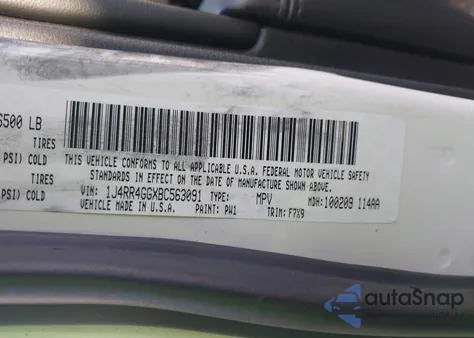 6500 LB
TIRES
PSI) COLD
TIRES
PSI) COLD
THIS VEHICLE CONFORMS TO ALL APPLICABLE U.S.A. FEDERAL MOTOR VEHICLE SAFETY
STANDARDS IN EFFECT ON THE DATE OF MANUFACTURE SHOWN ABOVE.
VIN: 1J4RR4GGXBC563091 TYPE: MPV MDH: 100209 114AA
VEHICLE MADE IN U.S.A. PAINT: PW1 TRIM: F7X9
autoSnap